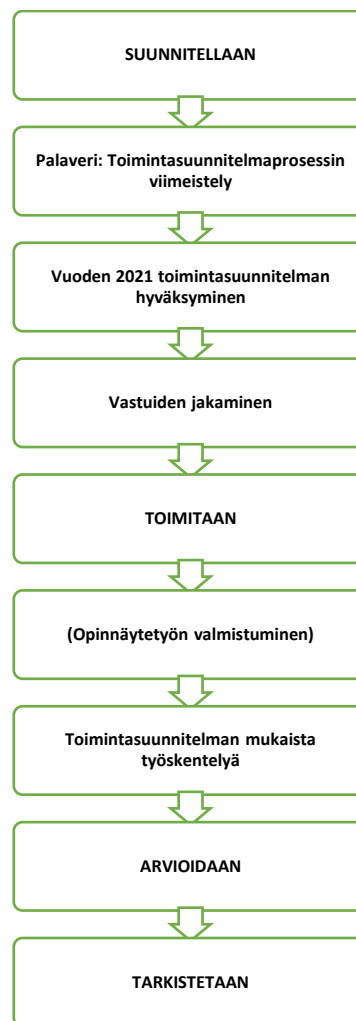 SUUNNITELLAAN
Palaveri: Toimintasuunnitelmaprosessin
viimeistely
Vuoden 2021 toimintasuunnitelman
hyväksyminen
Vastuiden jakaminen
TOIMITAAN
(Opinnäytetyön valmistuminen)
Toimintasuunnitelman mukaista
työskentelyä
ARVIOIDAAN
TARKISTETAAN